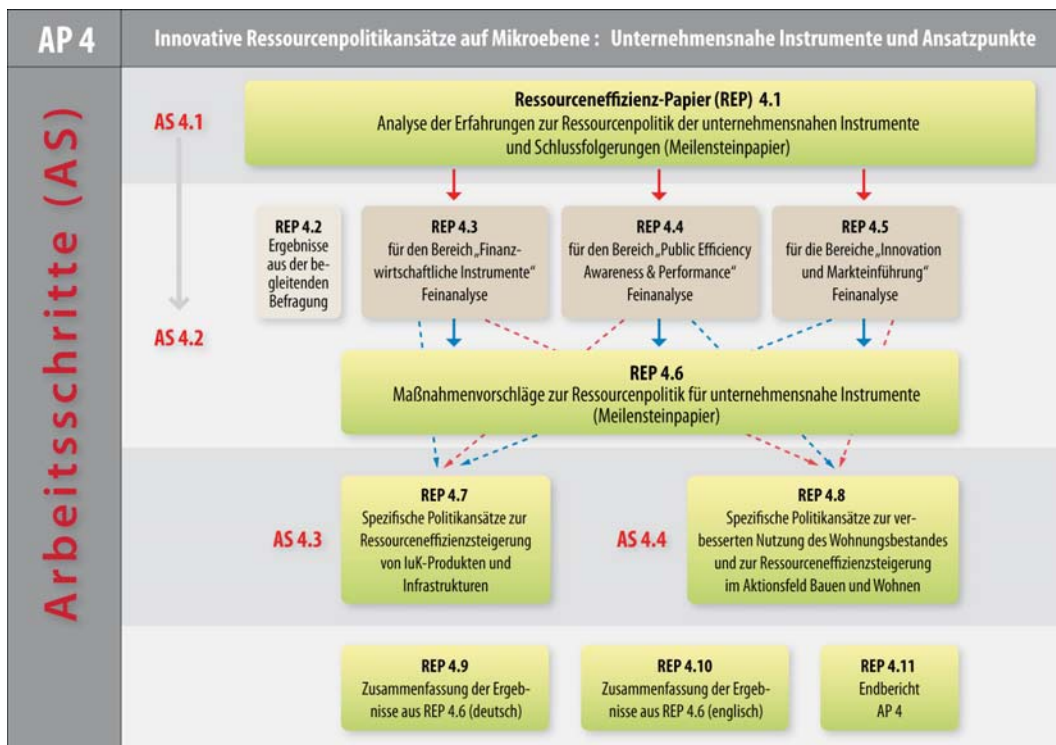 AP 4
Innovative Ressourcenpolitikansätze auf Mikroebene : Unternehmensnahe Instrumente und Ansatzpunkte
Arbeitsschritte (AS)
AS 4.1
Ressourceneffizienz-Papier (REP) 4.1
Analyse der Erfahrungen zur Ressourcenpolitik der unternehmensnahen Instrumente
und Schlussfolgerungen (Meilensteinpapier)
REP 4.2
Ergebnisse
aus der be-
gleitenden
Befragung
REP 4.3
für den Bereich „Finanz-
wirtschaftliche Instrumente“
Feinanalyse
REP 4.4
für den Bereich „Public Efficiency
Awareness & Performance“
Feinanalyse
REP 4.5
für die Bereiche „Innovation
und Markteinführung“
Feinanalyse
AS 4.2
REP 4.6
Maßnahmenvorschläge zur Ressourcenpolitik für unternehmensnahe Instrumente
(Meilensteinpapier)
AS 4.3
REP 4.7
Spezifische Politikansätze zur
Ressourceneffizienzsteigerung
von IuK-Produkten und
Infrastrukturen
AS 4.4
REP 4.8
Spezifische Politikansätze zur ver-
besserten Nutzung des Wohnungsbestandes
und zur Ressourceneffizienzsteigerung
im Aktionsfeld Bauen und Wohnen
REP 4.9
Zusammenfassung der Ergeb-
nisse aus REP 4.6 (deutsch)
REP 4.10
Zusammenfassung der Ergeb-
nisse aus REP 4.6 (englisch)
REP 4.11
Endbericht
AP 4